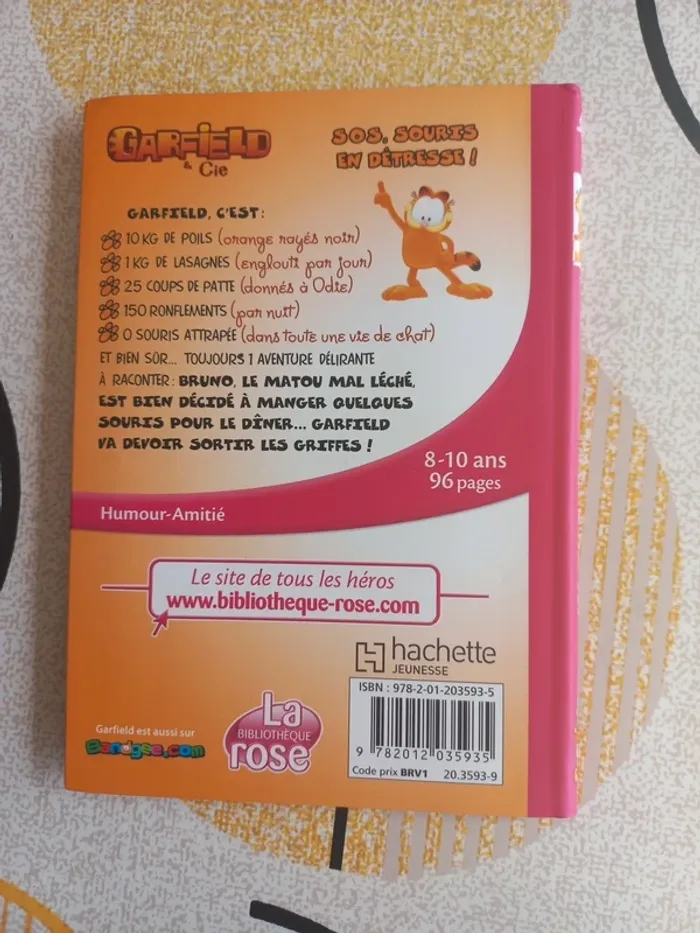 GARFIELD
& Cie
SOS, SOURIS
EN DÉTRESSE !
GARFIELD, C'EST :
10 KG DE POILS (orange rayés noir)
1 KG DE LASAGNES (englouti par jour)
25 COUPS DE PATTE (donnés à Odie)
150 RONFLEMENTS (par nuit)
0 SOURIS ATTRAPÉE (dans toute une vie de chat)
ET BIEN SÛR... TOUJOURS 1 AVENTURE DÉLIRANTE
À RACONTER : BRUNO, LE MATOU MAL LÉCHÉ,
EST BIEN DÉCIDÉ À MANGER QUELQUES
SOURIS POUR LE DÎNER... GARFIELD
VA DEVOIR SORTIR LES GRIFFES !
8-10 ans
96 pages
Humour-Amitié
Le site de tous les héros
www.bibliotheque-rose.com
hachette
JEUNESSE
ISBN : 978-2-01-203593-5
9 782012 035935
Code prix BRV1 20.3593-9
La
BIBLIOTHÈQUE
rose
Garfield est aussi sur
Bandgee.com